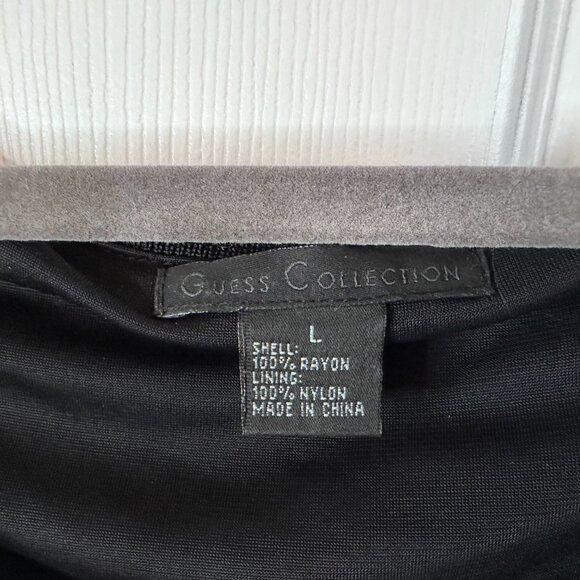 GUESS COLLECTION
L
SHELL:
100% RAYON
LINING:
100% NYLON
MADE IN CHINA